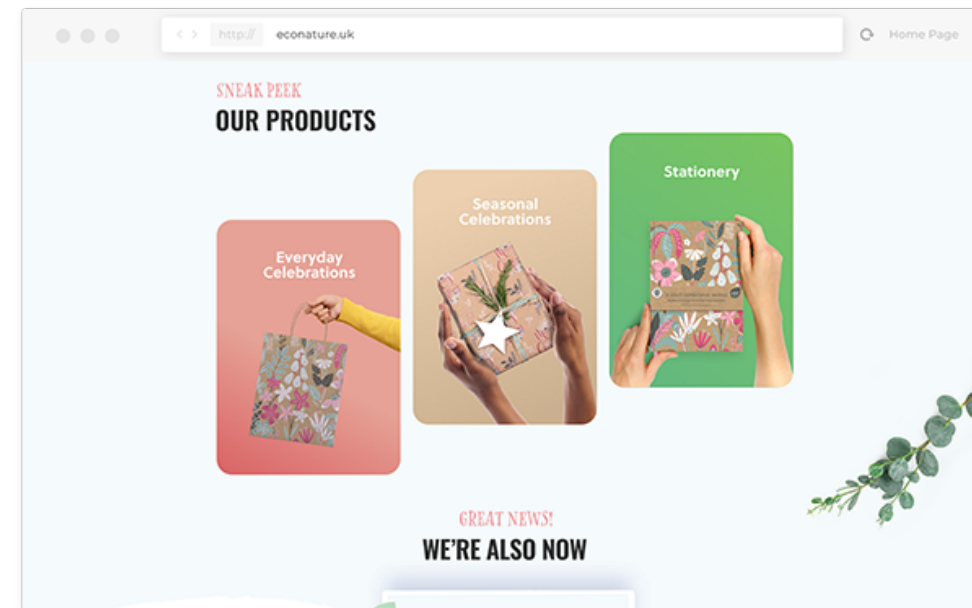 http://
econature.uk
Home Page
SNEAK PEEK
OUR PRODUCTS
Everyday
Celebrations
Seasonal
Celebrations
Stationery
GREAT NEWS!
WE'RE ALSO NOW